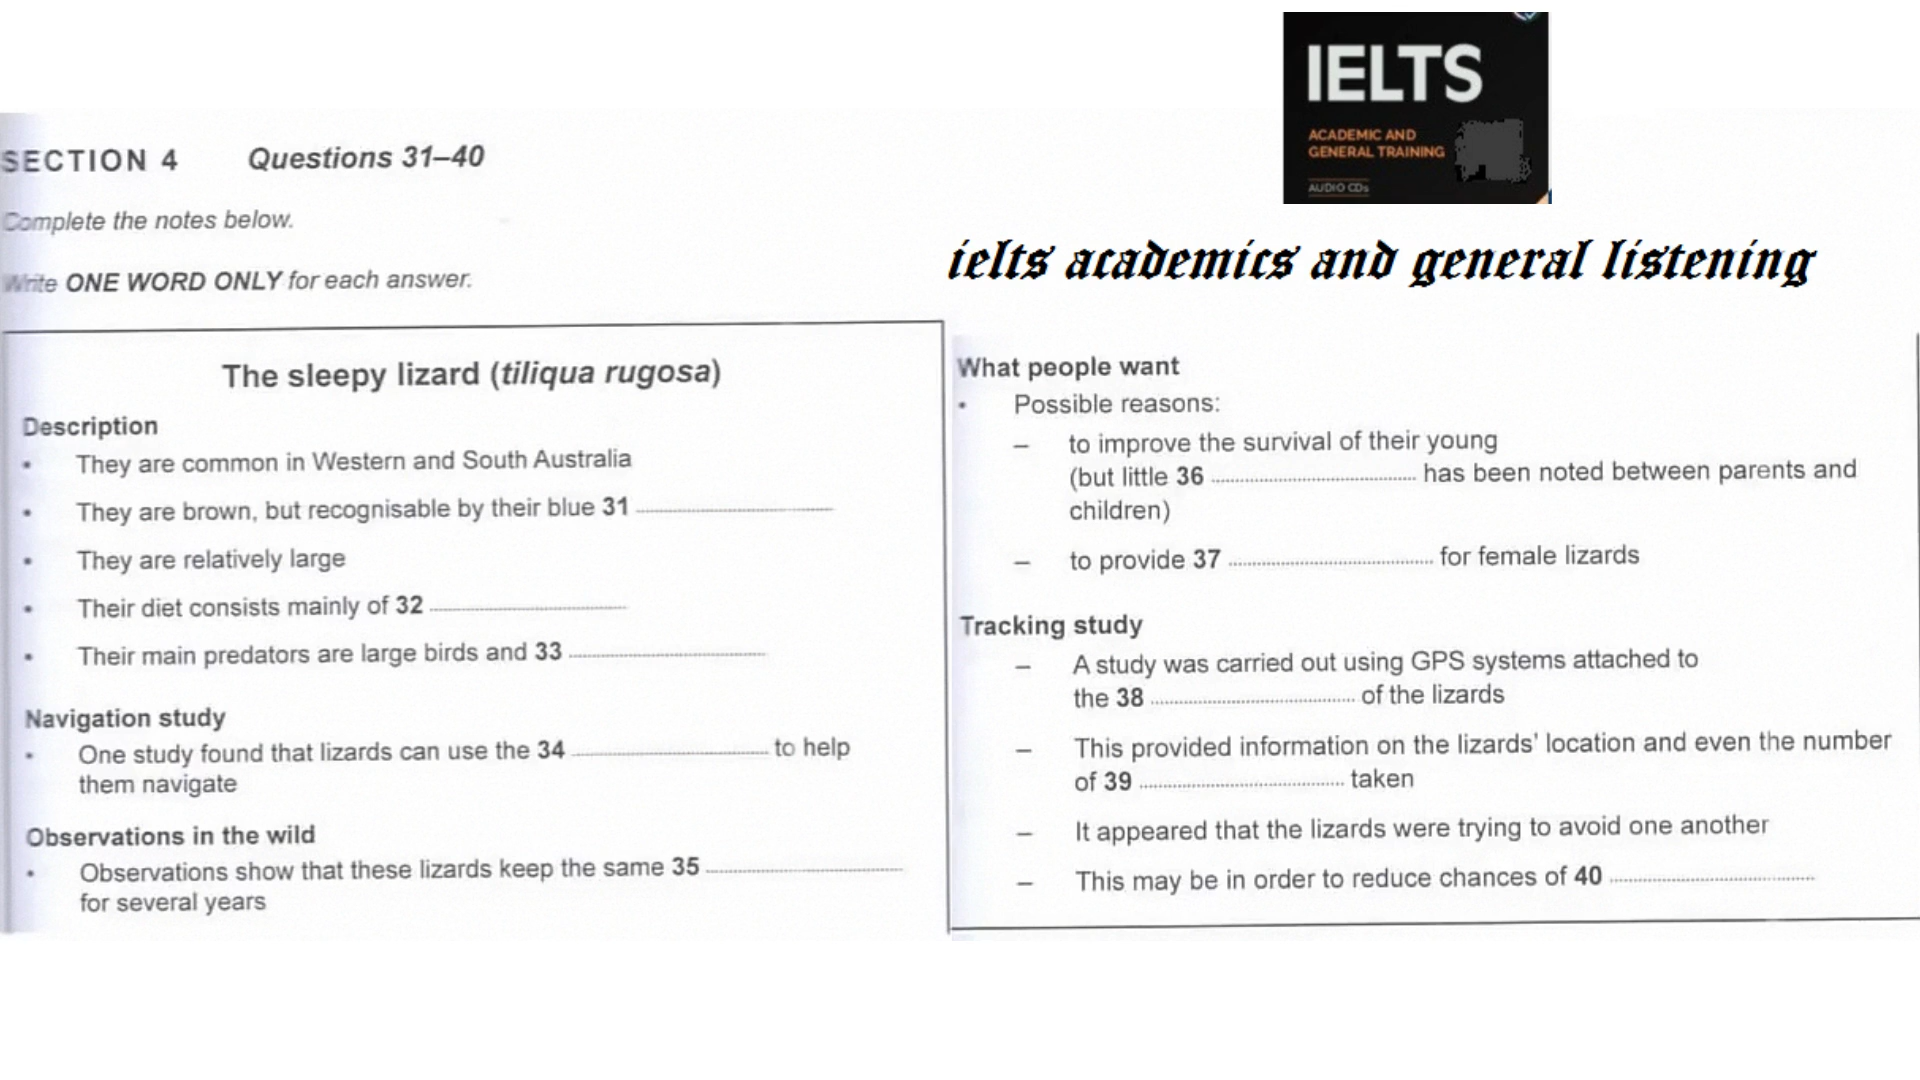 IELTS
ACADEMIC AND
GENERAL TRAINING
AUDIO CDs
ielts academics and general listening
SECTION 4 Questions 31–40
Complete the notes below.
Write ONE WORD ONLY for each answer.
The sleepy lizard (tiliqua rugosa)
Description
• They are common in Western and South Australia
• They are brown, but recognisable by their blue 31 ....................
• They are relatively large
• Their diet consists mainly of 32 ....................
• Their main predators are large birds and 33 ....................
Navigation study
• One study found that lizards can use the 34 .................... to help
them navigate
Observations in the wild
• Observations show that these lizards keep the same 35 ....................
for several years
What people want
• Possible reasons:
– to improve the survival of their young
(but little 36 .................... has been noted between parents and
children)
– to provide 37 .................... for female lizards
Tracking study
– A study was carried out using GPS systems attached to
the 38 .................... of the lizards
– This provided information on the lizards' location and even the number
of 39 .................... taken
– It appeared that the lizards were trying to avoid one another
– This may be in order to reduce chances of 40 ....................